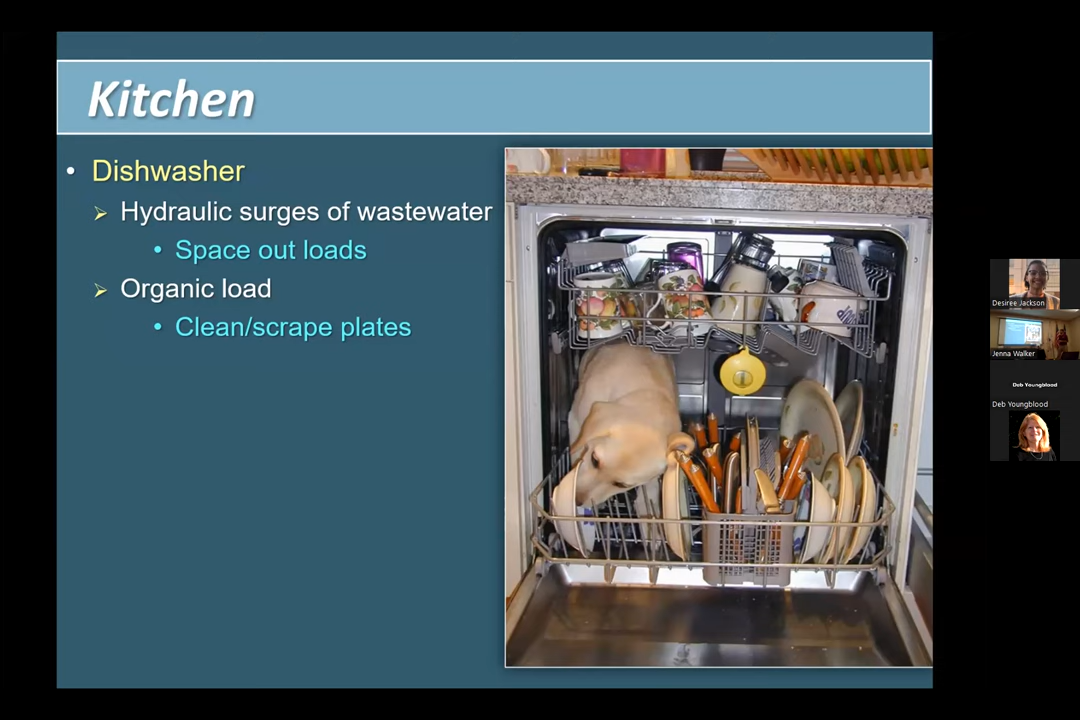 Kitchen
Dishwasher
Hydraulic surges of wastewater
Space out loads
Organic load
Clean/scrape plates
Desiree Jackson
Jenna Walker
Deb Youngblood
Deb Youngblood